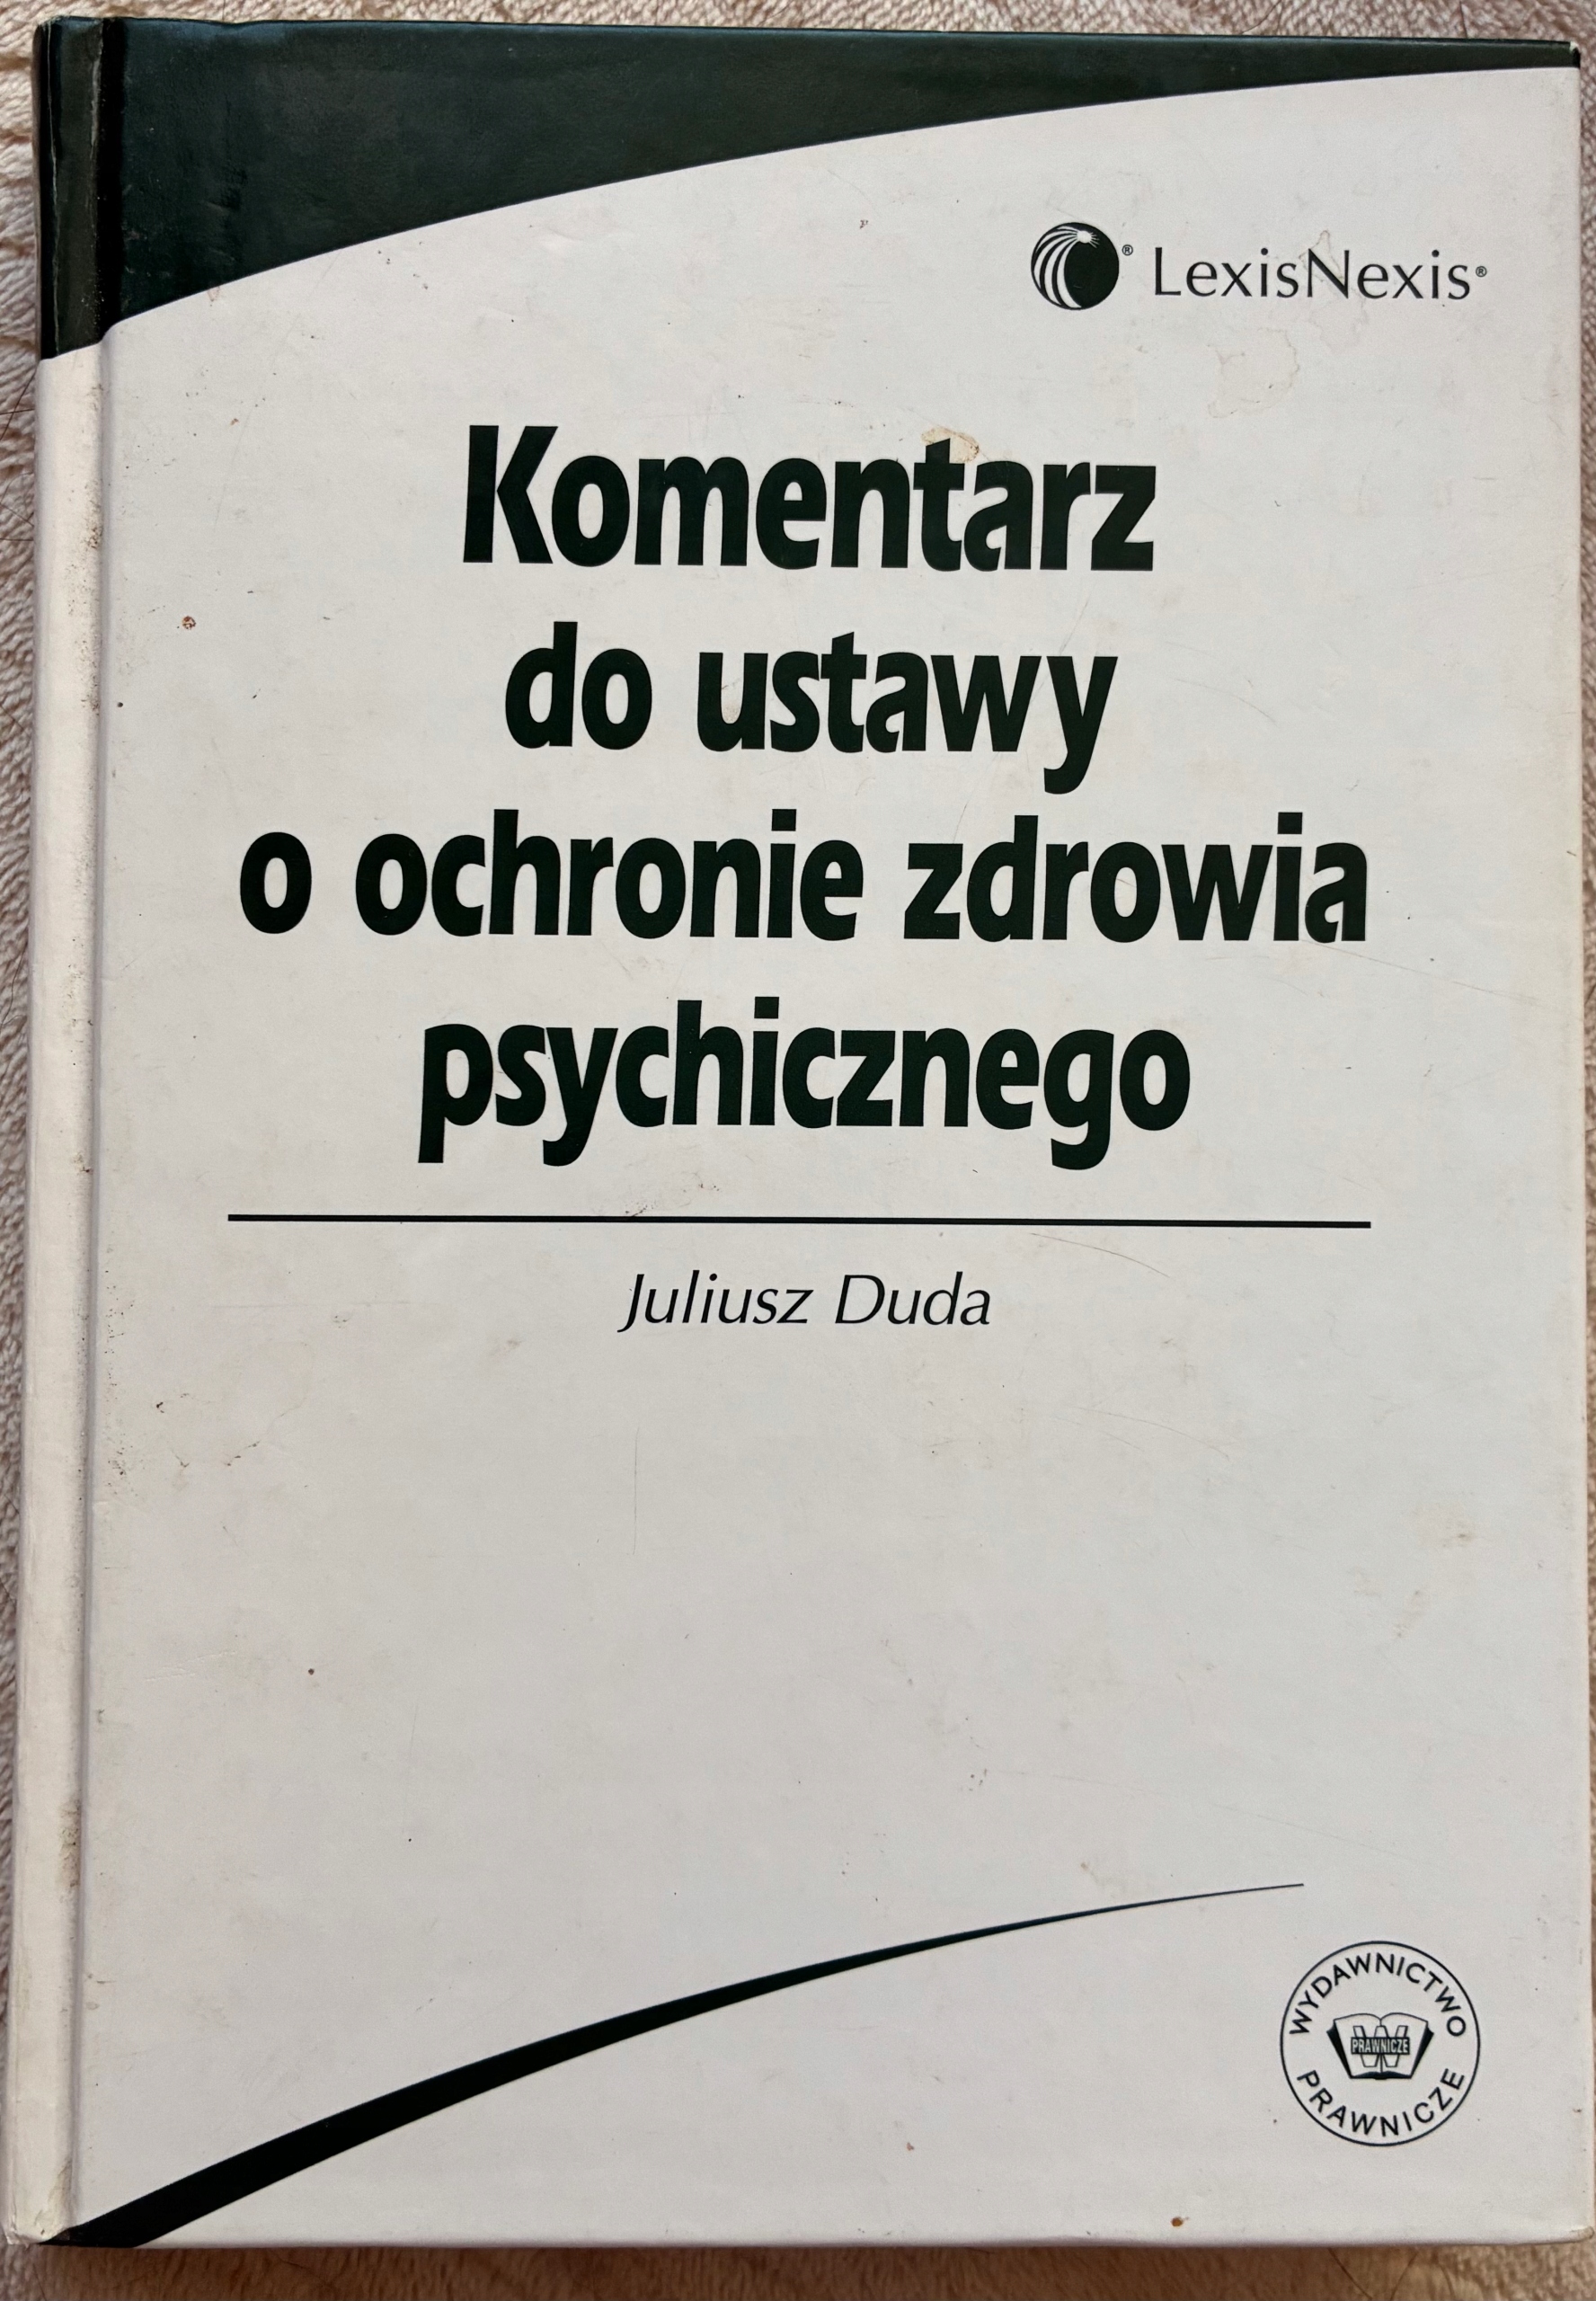 ® LexisNexis®
Komentarz
do ustawy
o ochronie zdrowia
psychicznego
Juliusz Duda
WYDAWNICTWO
W
PRAWNICZE
PRAWNICZE